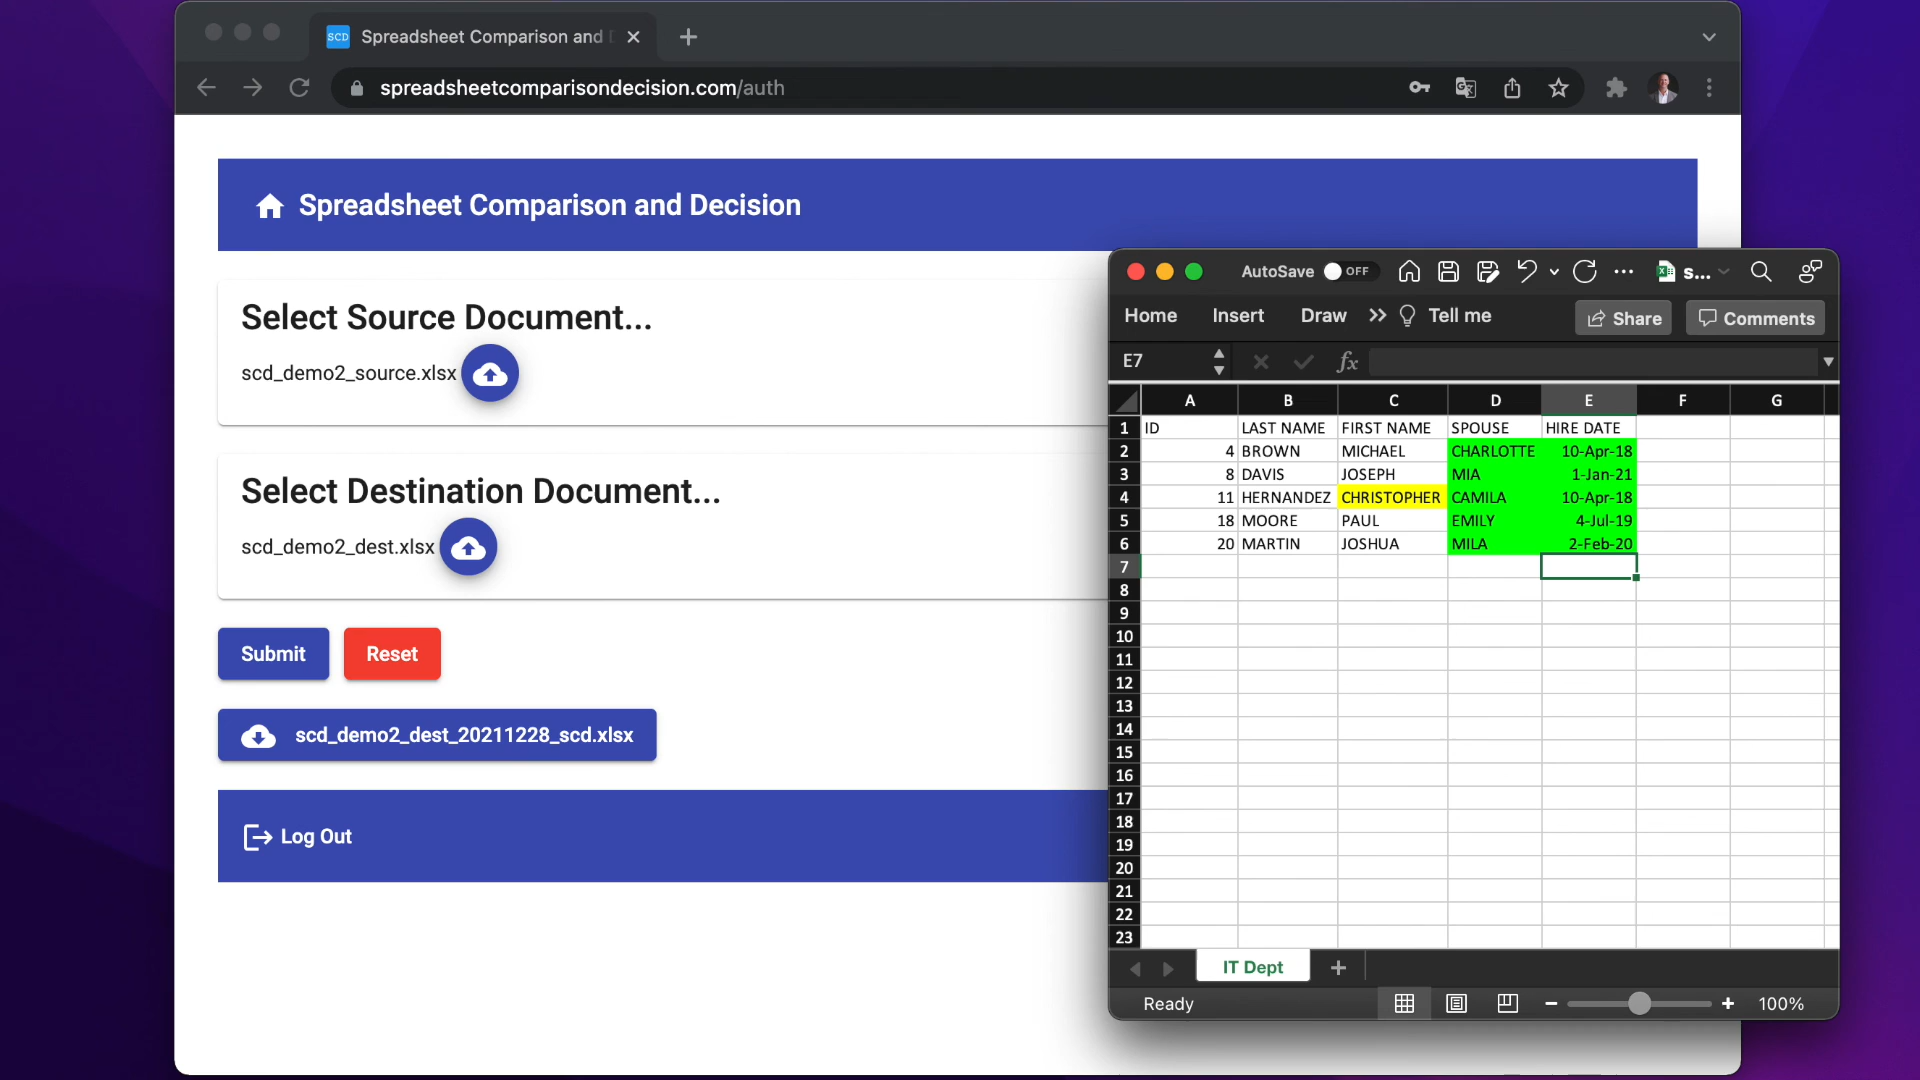 SCD Spreadsheet Comparison and
spreadsheetcomparisondecision.com/auth
Spreadsheet Comparison and Decision
Select Source Document...
scd_demo2_source.xlsx
Select Destination Document...
scd_demo2_dest.xlsx
Submit Reset
scd_demo2_dest_20211228_scd.xlsx
Log Out
AutoSave OFF s...
Home Insert Draw Tell me Share Comments
E7 fx
A B C D E F G
1 ID LAST NAME FIRST NAME SPOUSE HIRE DATE
2 4 BROWN MICHAEL CHARLOTTE 10-Apr-18
3 8 DAVIS JOSEPH MIA 1-Jan-21
4 11 HERNANDEZ CHRISTOPHER CAMILA 10-Apr-18
5 18 MOORE PAUL EMILY 4-Jul-19
6 20 MARTIN JOSHUA MILA 2-Feb-20
7
8
9
10
11
12
13
14
15
16
17
18
19
20
21
22
23
IT Dept
Ready 100%